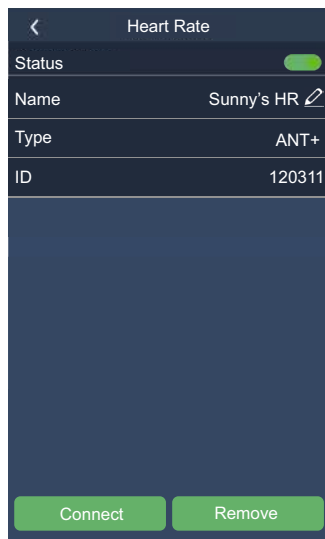 Heart Rate
Status
Name Sunny's HR
Type ANT+
ID 120311
Connect Remove